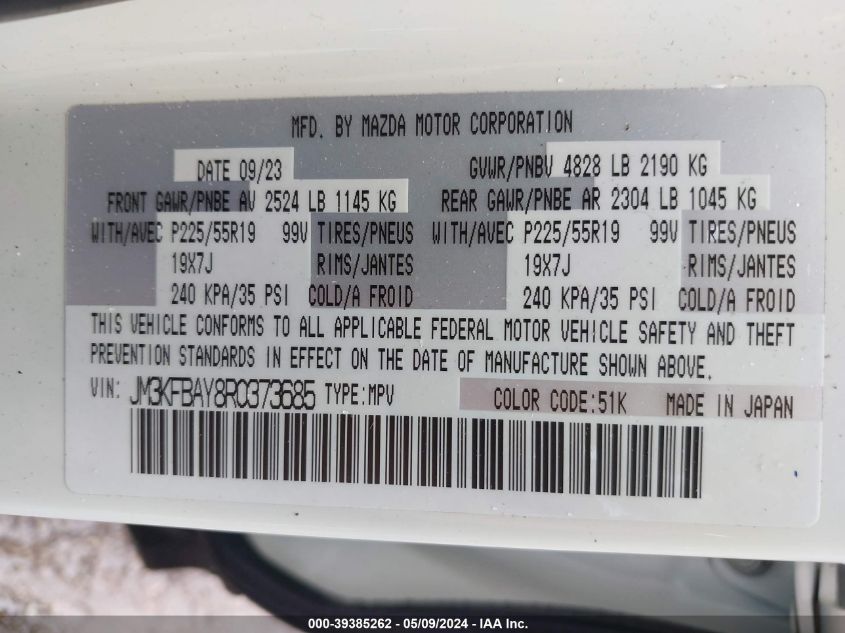 MFD. BY MAZDA MOTOR CORPORATION
DATE 09/23 GVWR/PNBV 4828 LB 2190 KG
FRONT GAWR/PNBE AV 2524 LB 1145 KG REAR GAWR/PNBE AR 2304 LB 1045 KG
WITH/AVEC P225/55R19 99V TIRES/PNEUS WITH/AVEC P225/55R19 99V TIRES/PNEUS
19X7J RIMS/JANTES 19X7J RIMS/JANTES
240 KPA/35 PSI COLD/A FROID 240 KPA/35 PSI COLD/A FROID
THIS VEHICLE CONFORMS TO ALL APPLICABLE FEDERAL MOTOR VEHICLE SAFETY AND THEFT
PREVENTION STANDARDS IN EFFECT ON THE DATE OF MANUFACTURE SHOWN ABOVE.
VIN: JM3KFBAY8R0373685 TYPE:MPV COLOR CODE:51K MADE IN JAPAN
000-39385262 - 05/09/2024 - IAA Inc.